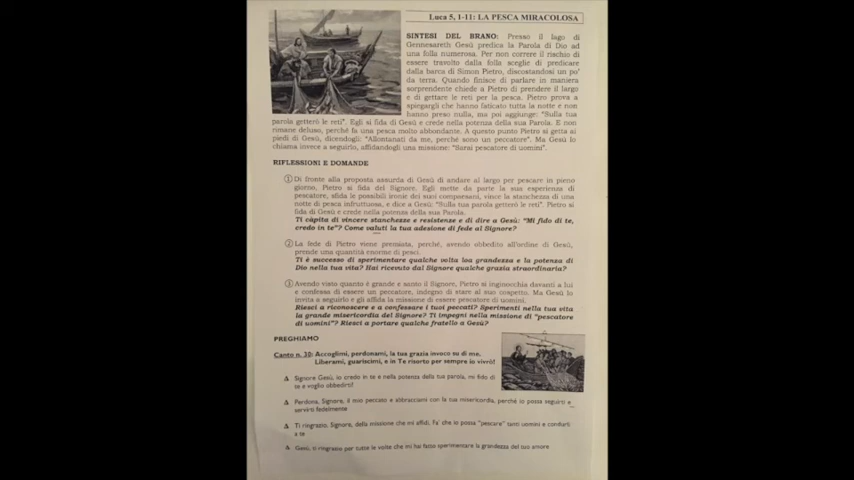 Luca 5, 1-11: LA PESCA MIRACOLOSA
SINTESI DEL BRANO: Presso il lago di
Gennesareth Gesù predica la Parola di Dio ad
una folla numerosa. Per non correre il rischio di
essere travolto dalla folla sceglie di predicare
dalla barca di Simon Pietro, discostandosi un po'
da terra. Quando finisce di parlare in maniera
sorprendente chiede a Pietro di prendere il largo
e di gettare le reti per la pesca. Pietro prova a
spiegargli che hanno faticato tutta la notte e non
hanno preso nulla, ma poi aggiunge: "Sulla tua
parola getterò le reti". Egli si fida di Gesù e crede nella potenza della sua Parola. E non
rimane deluso, perché fa una pesca molto abbondante. A questo punto Pietro si getta ai
piedi di Gesù, dicendogli: "Allontanati da me, perché sono un peccatore". Ma Gesù lo
chiama invece a seguirlo, affidandogli una missione: "Sarai pescatore di uomini".
RIFLESSIONI E DOMANDE
1 Di fronte alla proposta assurda di Gesù di andare al largo per pescare in pieno
giorno, Pietro si fida del Signore. Egli mette da parte la sua esperienza di
pescatore, sfida le possibili ironie dei suoi compaesani, vince la stanchezza di una
notte di pesca infruttuosa, e dice a Gesù: "Sulla tua parola getterò le reti". Pietro si
fida di Gesù e crede nella potenza della sua Parola.
Ti càpita di vincere stanchezze e resistenze e di dire a Gesù: "Mi fido di te,
credo in te"? Come valuti la tua adesione di fede al Signore?
2 La fede di Pietro viene premiata, perché, avendo obbedito all'ordine di Gesù,
prende una quantità enorme di pesci.
Ti è successo di sperimentare qualche volta loa grandezza e la potenza di
Dio nella tua vita? Hai ricevuto dal Signore qualche grazia straordinaria?
3 Avendo visto quanto è grande e santo il Signore, Pietro si inginocchia davanti a lui
e confessa di essere un peccatore, indegno di stare al suo cospetto. Ma Gesù lo
invita a seguirlo e gli affida la missione di essere pescatore di uomini.
Riesci a riconoscere e a confessare i tuoi peccati? Sperimenti nella tua vita
la grande misericordia del Signore? Ti impegni nella missione di "pescatore
di uomini"? Riesci a portare qualche fratello a Gesù?
PREGHIAMO
Canto n. 30: Accoglimi, perdonami, la tua grazia invoco su di me.
Liberami, guariscimi, e in Te risorto per sempre io vivrò!
Signore Gesù, io credo in te e nella potenza della tua parola, mi fido di
te e voglio obbedirti!
Perdona, Signore, il mio peccato e abbracciami con la tua misericordia, perché io possa seguirti e
servirti fedelmente
Ti ringrazio, Signore, della missione che mi affidi. Fa' che io possa "pescare" tanti uomini e condurli
a te
Gesù, ti ringrazio per tutte le volte che mi hai fatto sperimentare la grandezza del tuo amore